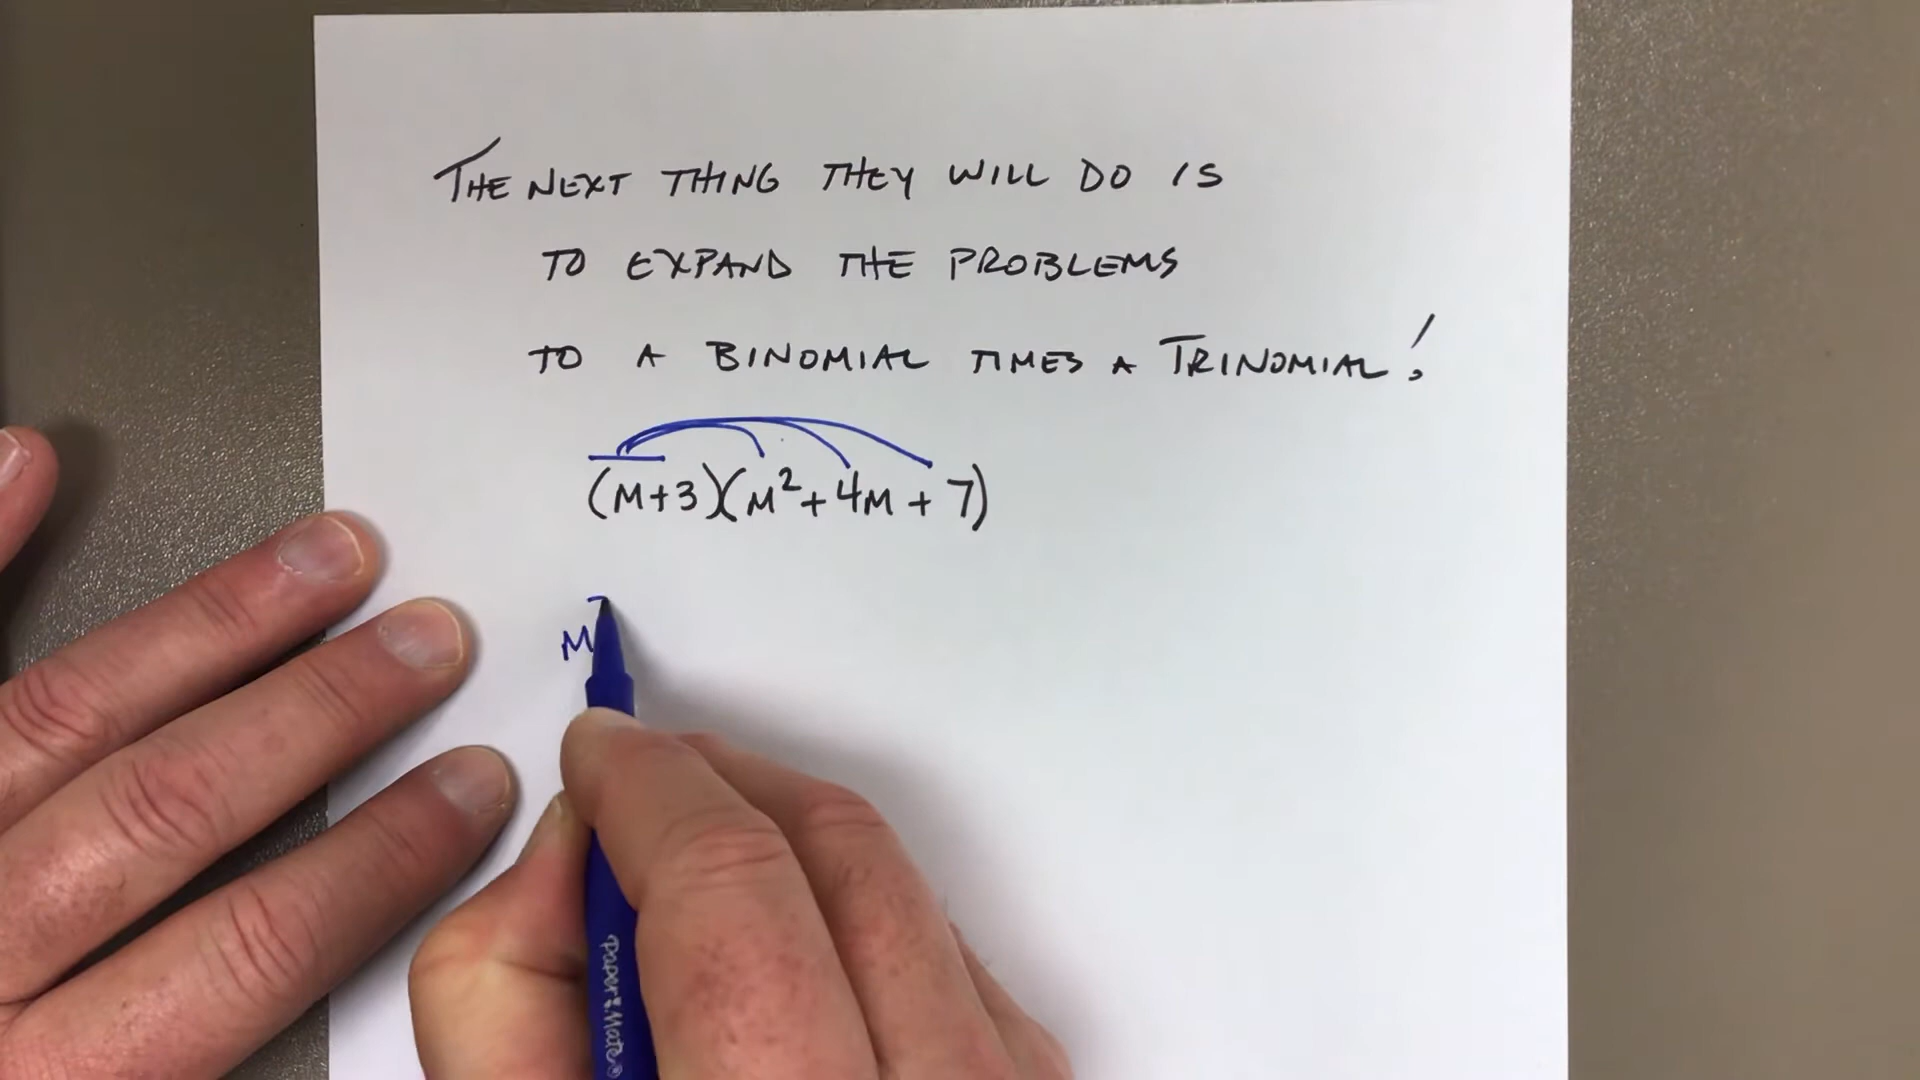 THE NEXT THING THEY WILL DO IS
TO EXPAND THE PROBLEMS
TO A BINOMIAL TIMES A TRINOMIAL!
(M+3)(M²+4M+7)
M
Paper:Mate®